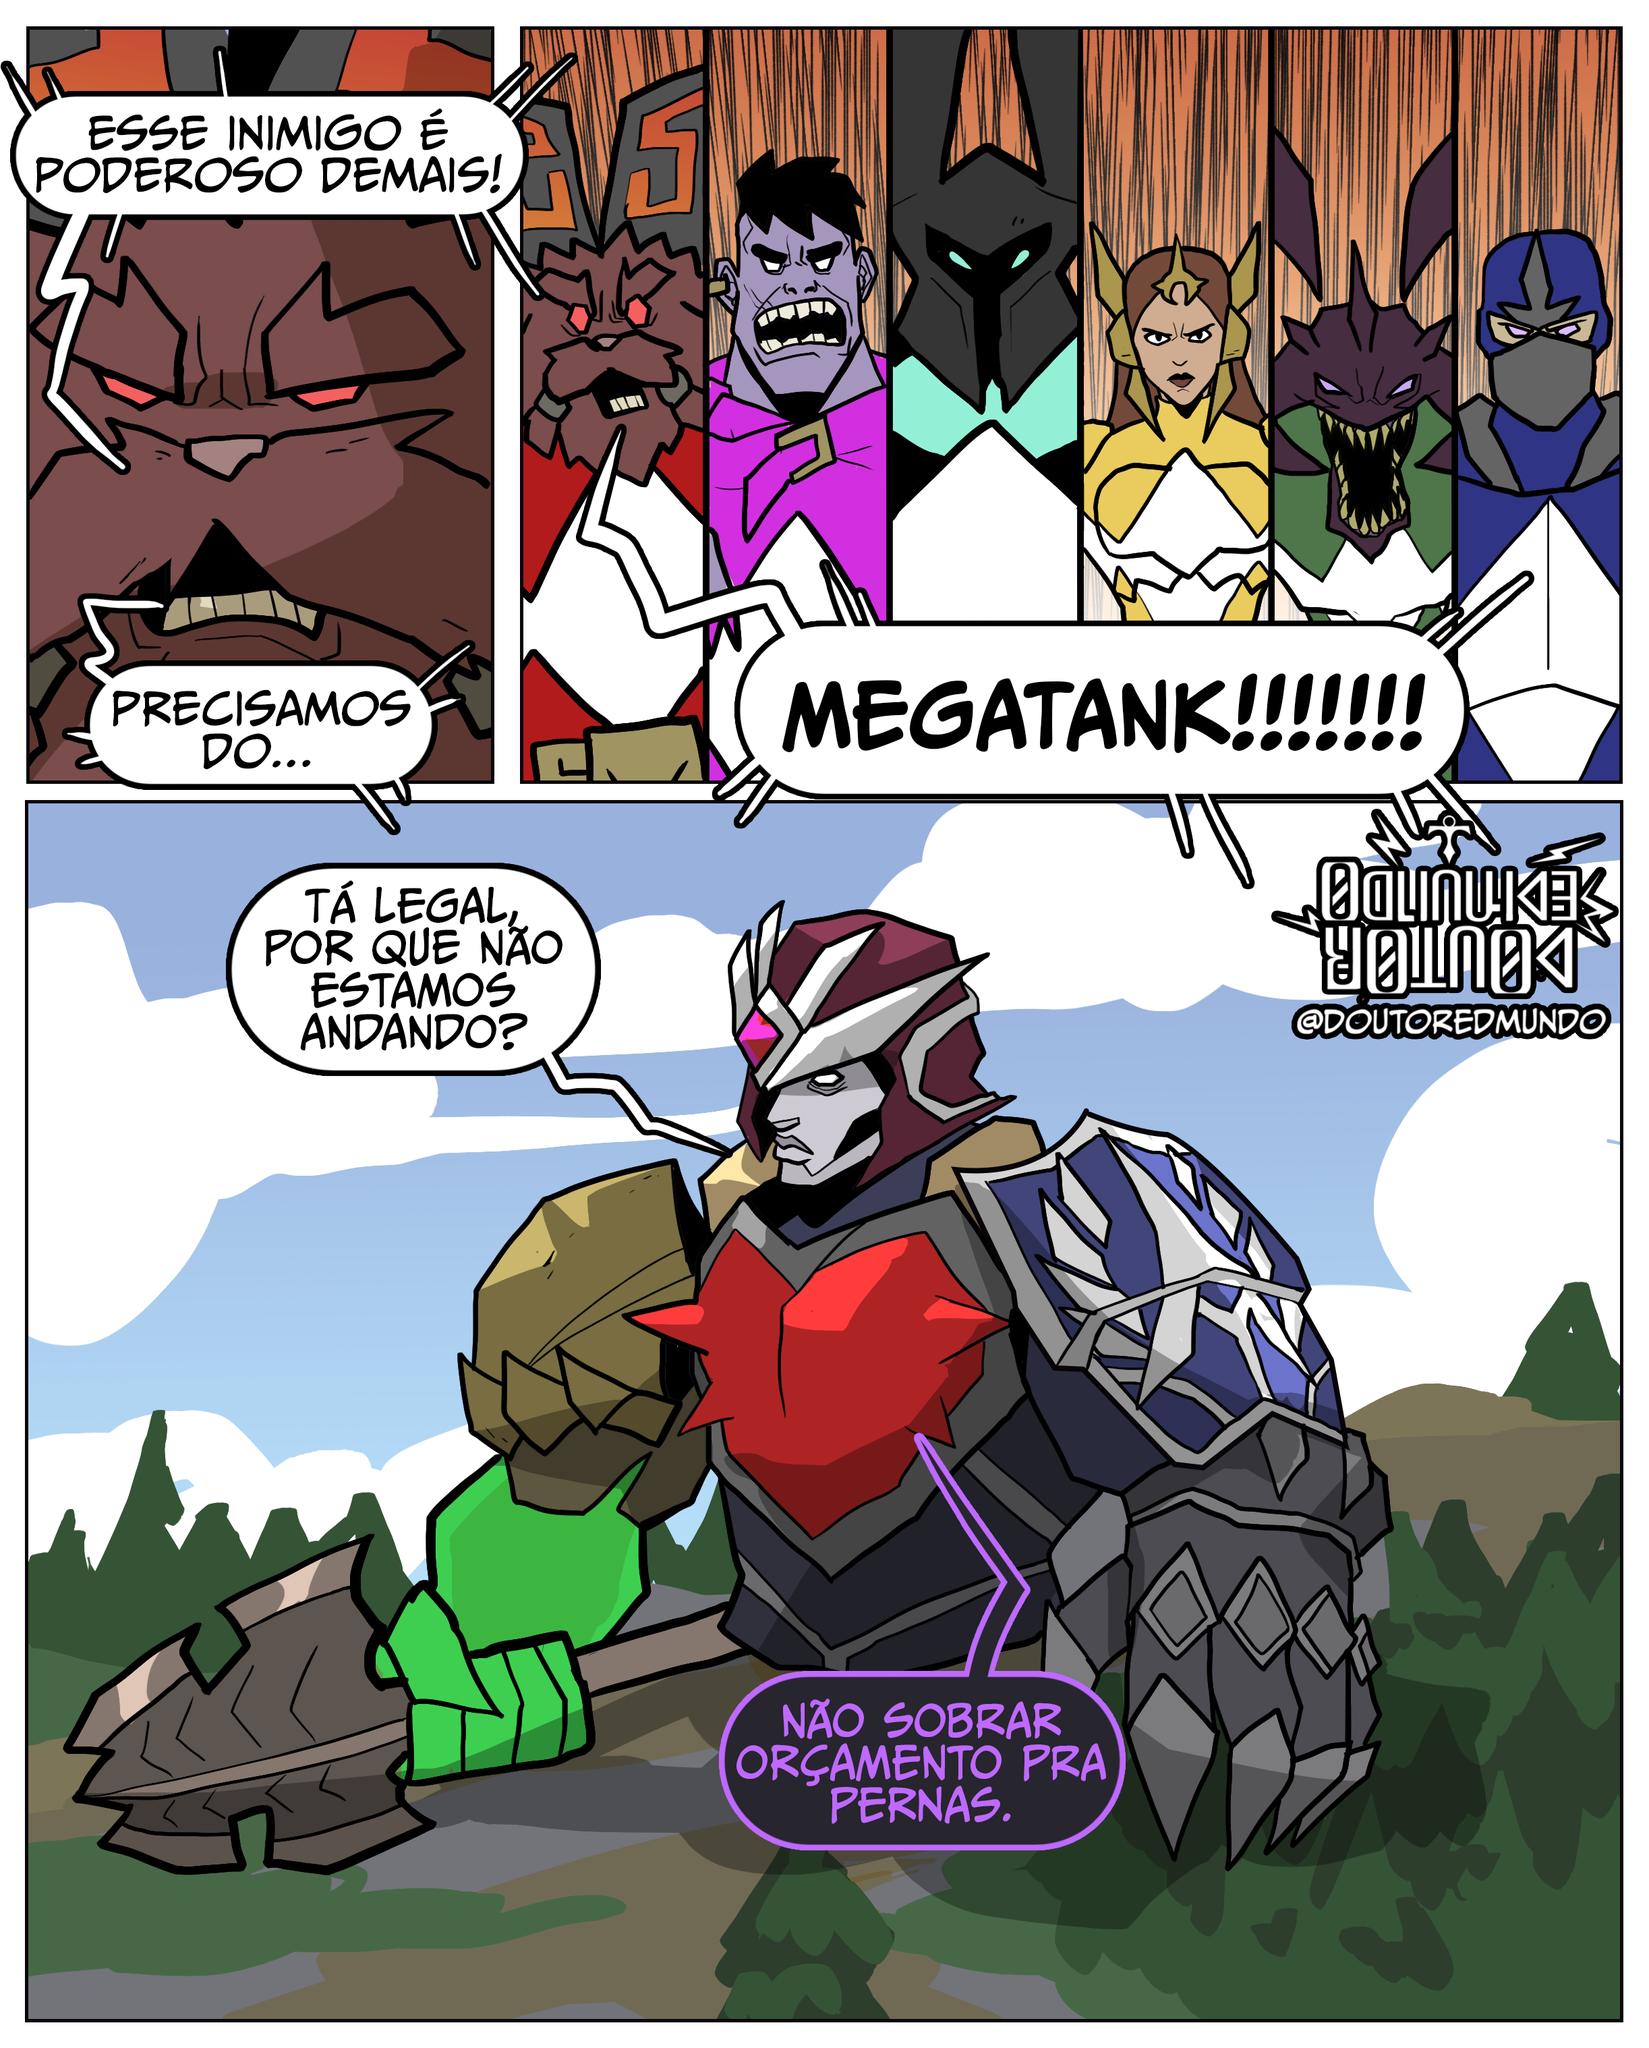 ESSE INIMIGO É
PODEROSO DEMAIS!
PRECISAMOS
DO...
MEGATANK!!!!!!!
TÁ LEGAL,
POR QUE NÃO
ESTAMOS
ANDANDO?
DOUTOR
EDMUNDO
@DOUTOREDMUNDO
NÃO SOBRAR
ORÇAMENTO PRA
PERNAS.